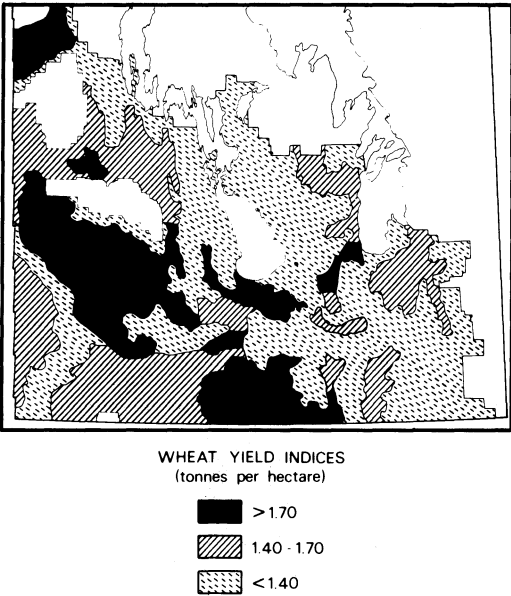 WHEAT YIELD INDICES
(tonnes per hectare)
>1.70
1.40 - 1.70
<1.40